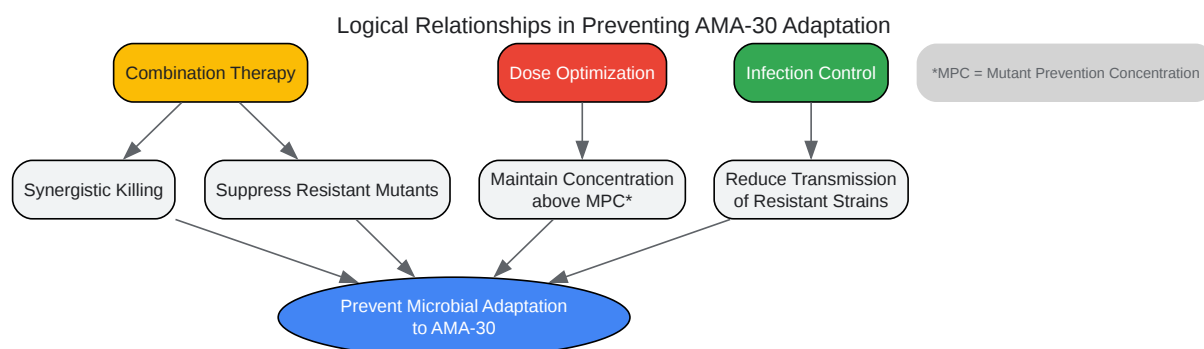 Logical Relationships in Preventing AMA-30 Adaptation
Combination Therapy
Dose Optimization
Infection Control
*MPC = Mutant Prevention Concentration
Synergistic Killing
Suppress Resistant Mutants
Maintain Concentration
above MPC*
Reduce Transmission
of Resistant Strains
Prevent Microbial Adaptation
to AMA-30